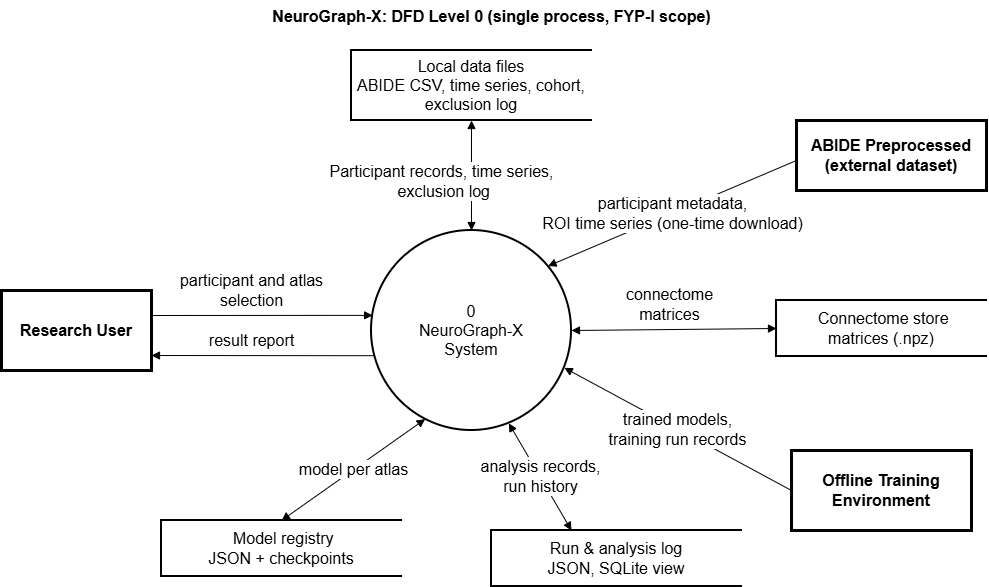 NeuroGraph-X: DFD Level 0 (single process, FYP-I scope)
Local data files
ABIDE CSV, time series, cohort,
exclusion log
ABIDE Preprocessed
(external dataset)
Participant records, time series,
exclusion log
participant metadata,
ROI time series (one-time download)
participant and atlas
selection
Research User
result report
0
NeuroGraph-X
System
connectome
matrices
Connectome store
matrices (.npz)
trained models,
training run records
Offline Training
Environment
model per atlas
analysis records,
run history
Model registry
JSON + checkpoints
Run & analysis log
JSON, SQLite view